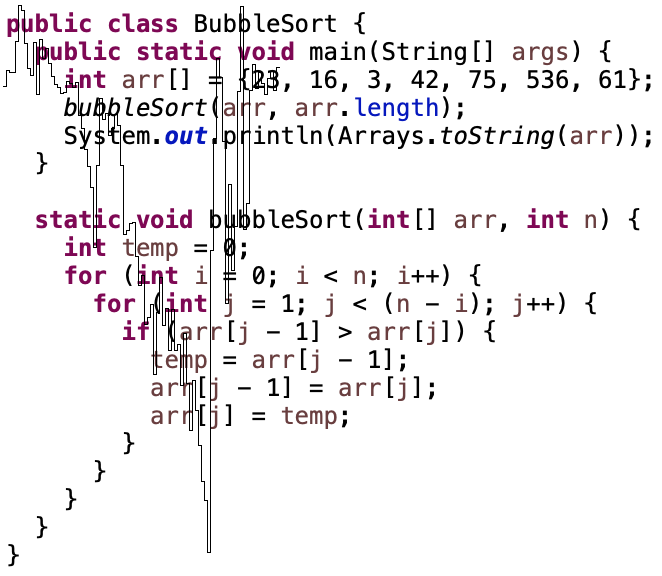 public class BubbleSort {
  public static void main(String[] args) {
    int arr[] = {23, 16, 3, 42, 75, 536, 61};
    bubbleSort(arr, arr.length);
    System.out.println(Arrays.toString(arr));
  }

  static void bubbleSort(int[] arr, int n) {
    int temp = 0;
    for (int i = 0; i < n; i++) {
      for (int j = 1; j < (n - i); j++) {
        if (arr[j - 1] > arr[j]) {
          temp = arr[j - 1];
          arr[j - 1] = arr[j];
          arr[j] = temp;
        }
      }
    }
  }
}